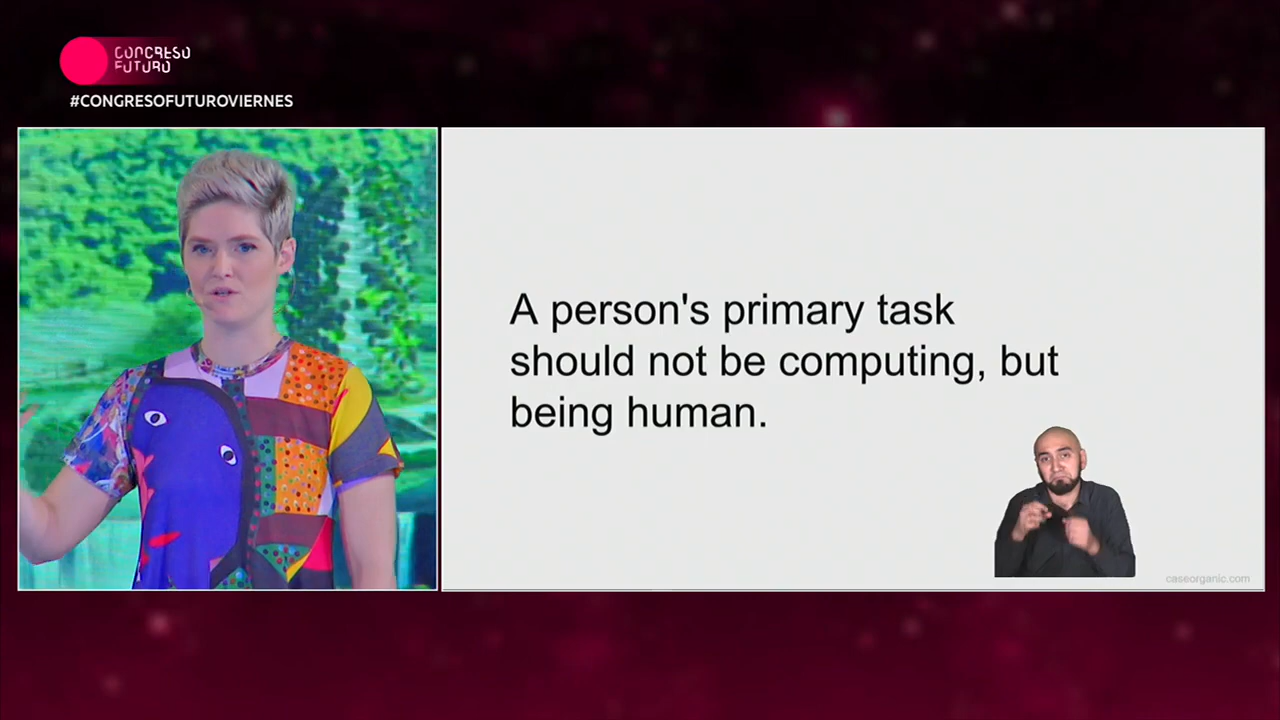 CONGRESO
FUTURO
#CONGRESOFUTUROVIERNES
A person's primary task
should not be computing, but
being human.
caseorganic.com